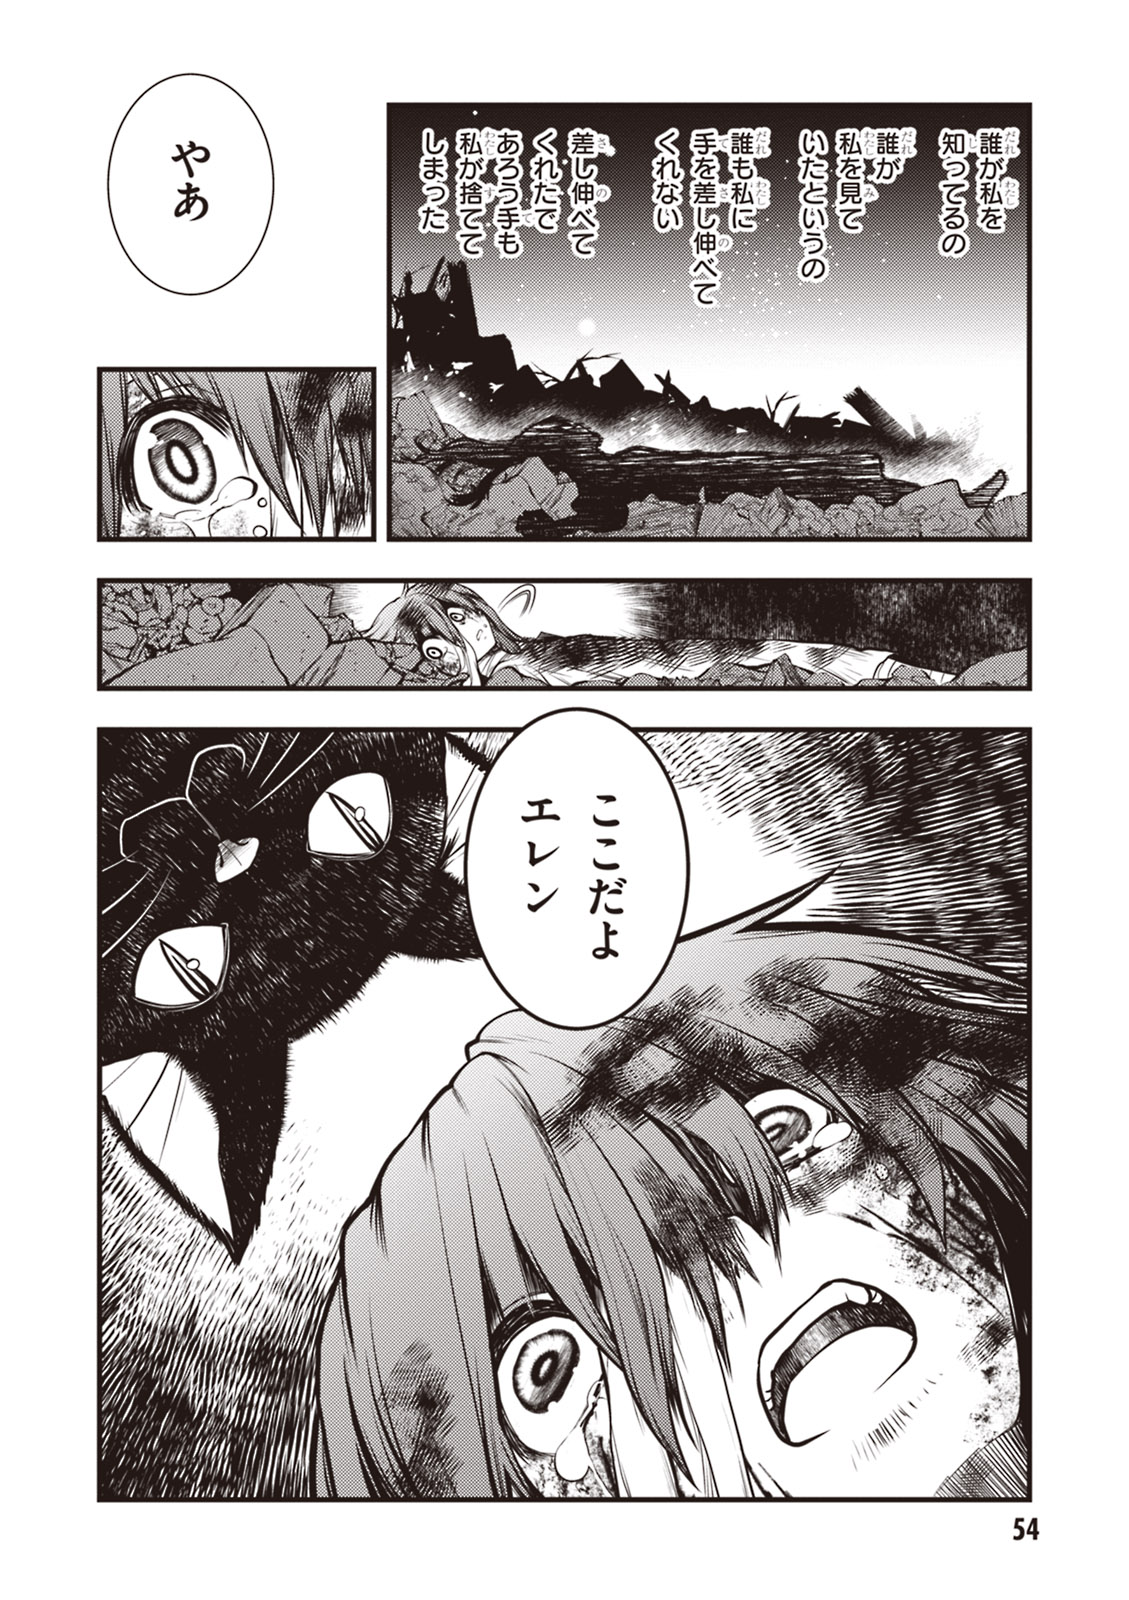 誰が私を
知ってるの
誰が
私を見て
いたというの
誰も私に
手を差し伸べて
くれない
差し伸べて
くれたで
あろう手も
私が捨てて
しまった
やあ
ここだよ
エレン
54